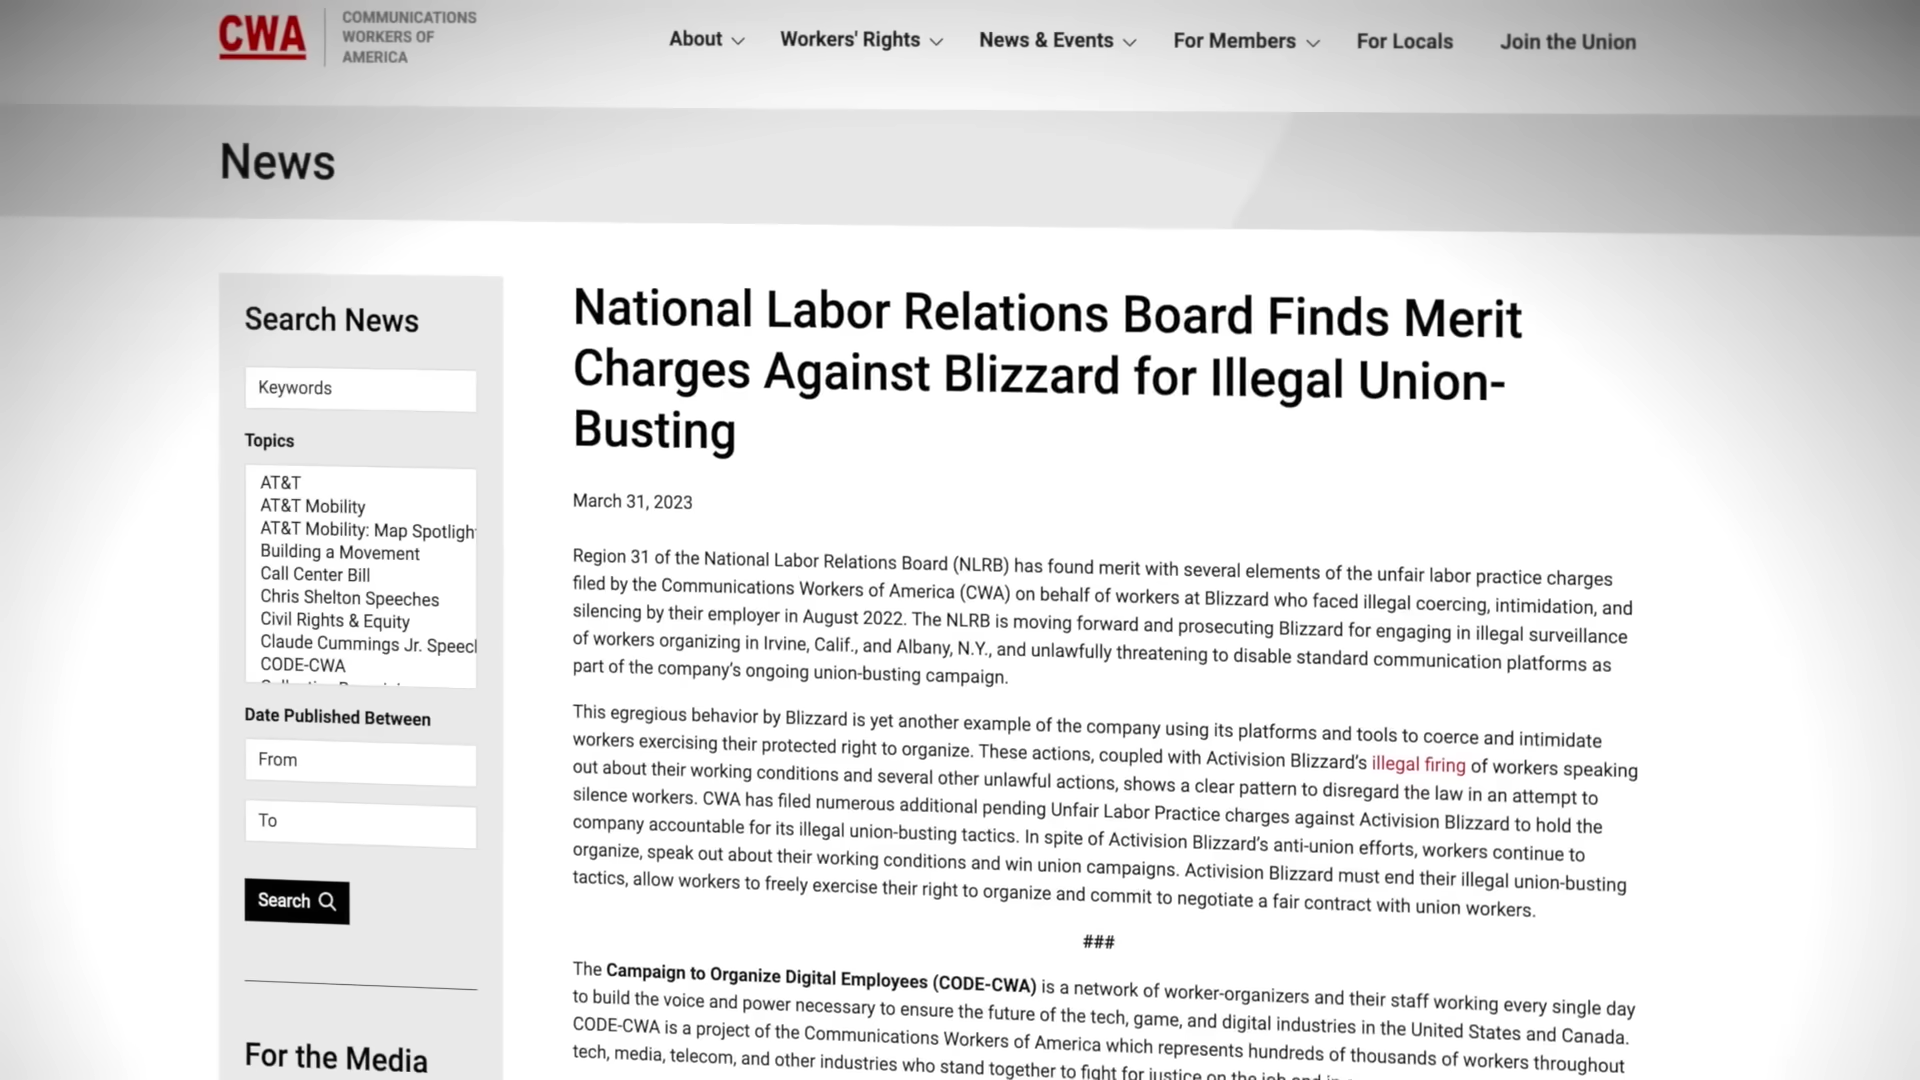 CWA
COMMUNICATIONS
WORKERS OF
AMERICA
About
Workers' Rights
News & Events
For Members
For Locals
Join the Union
News
Search News
Keywords
Topics
AT&T
AT&T Mobility
AT&T Mobility: Map Spotlight
Building a Movement
Call Center Bill
Chris Shelton Speeches
Civil Rights & Equity
Claude Cummings Jr. Speec
CODE-CWA
Date Published Between
From
To
Search
For the Media
National Labor Relations Board Finds Merit
Charges Against Blizzard for Illegal Union-
Busting
March 31, 2023
Region 31 of the National Labor Relations Board (NLRB) has found merit with several elements of the unfair labor practice charges
filed by the Communications Workers of America (CWA) on behalf of workers at Blizzard who faced illegal coercing, intimidation, and
silencing by their employer in August 2022. The NLRB is moving forward and prosecuting Blizzard for engaging in illegal surveillance
of workers organizing in Irvine, Calif., and Albany, N.Y., and unlawfully threatening to disable standard communication platforms as
part of the company's ongoing union-busting campaign.
This egregious behavior by Blizzard is yet another example of the company using its platforms and tools to coerce and intimidate
workers exercising their protected right to organize. These actions, coupled with Activision Blizzard's illegal firing of workers speaking
out about their working conditions and several other unlawful actions, shows a clear pattern to disregard the law in an attempt to
silence workers. CWA has filed numerous additional pending Unfair Labor Practice charges against Activision Blizzard to hold the
company accountable for its illegal union-busting tactics. In spite of Activision Blizzard's anti-union efforts, workers continue to
organize, speak out about their working conditions and win union campaigns. Activision Blizzard must end their illegal union-busting
tactics, allow workers to freely exercise their right to organize and commit to negotiate a fair contract with union workers.
###
The Campaign to Organize Digital Employees (CODE-CWA) is a network of worker-organizers and their staff working every single day
to build the voice and power necessary to ensure the future of the tech, game, and digital industries in the United States and Canada.
CODE-CWA is a project of the Communications Workers of America which represents hundreds of thousands of workers throughout
tech, media, telecom, and other industries who stand together to fight for justice on the job and in